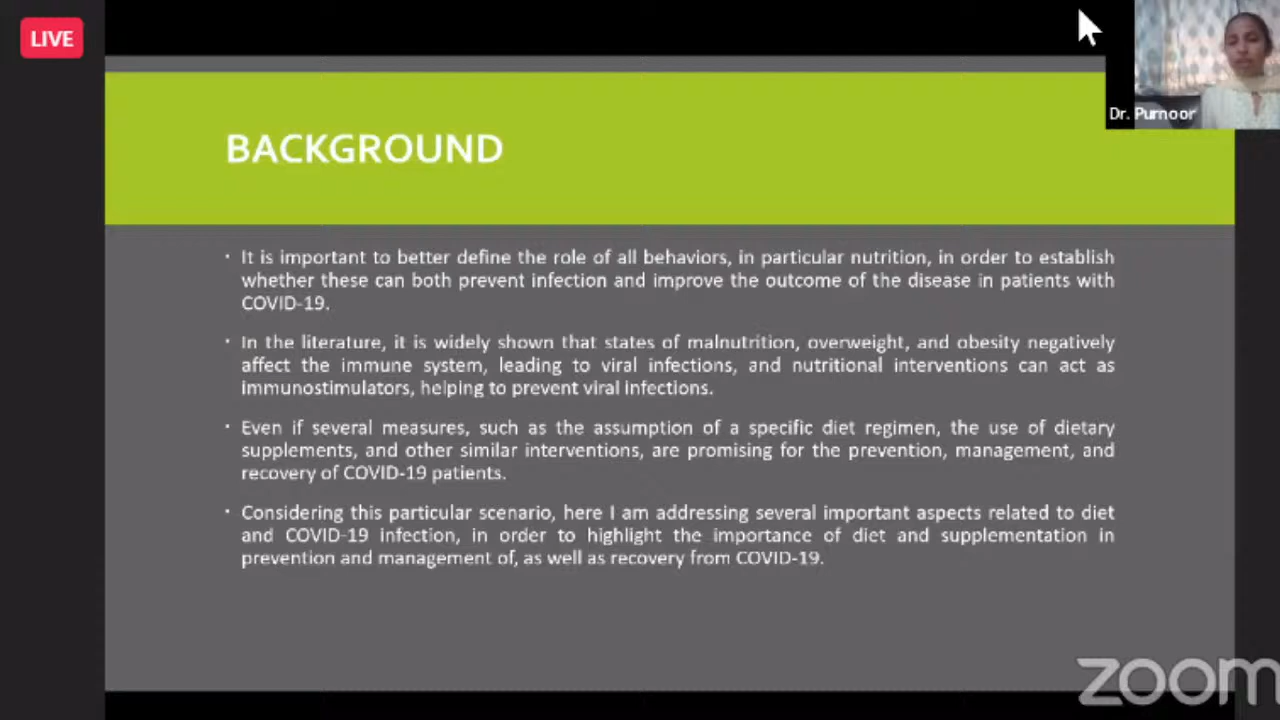 LIVE
Dr. Purnoor
BACKGROUND
· It is important to better define the role of all behaviors, in particular nutrition, in order to establish
whether these can both prevent infection and improve the outcome of the disease in patients with
COVID-19.
· In the literature, it is widely shown that states of malnutrition, overweight, and obesity negatively
affect the immune system, leading to viral infections, and nutritional interventions can act as
immunostimulators, helping to prevent viral infections.
· Even if several measures, such as the assumption of a specific diet regimen, the use of dietary
supplements, and other similar interventions, are promising for the prevention, management, and
recovery of COVID-19 patients.
· Considering this particular scenario, here I am addressing several important aspects related to diet
and COVID-19 infection, in order to highlight the importance of diet and supplementation in
prevention and management of, as well as recovery from COVID-19.
zoom